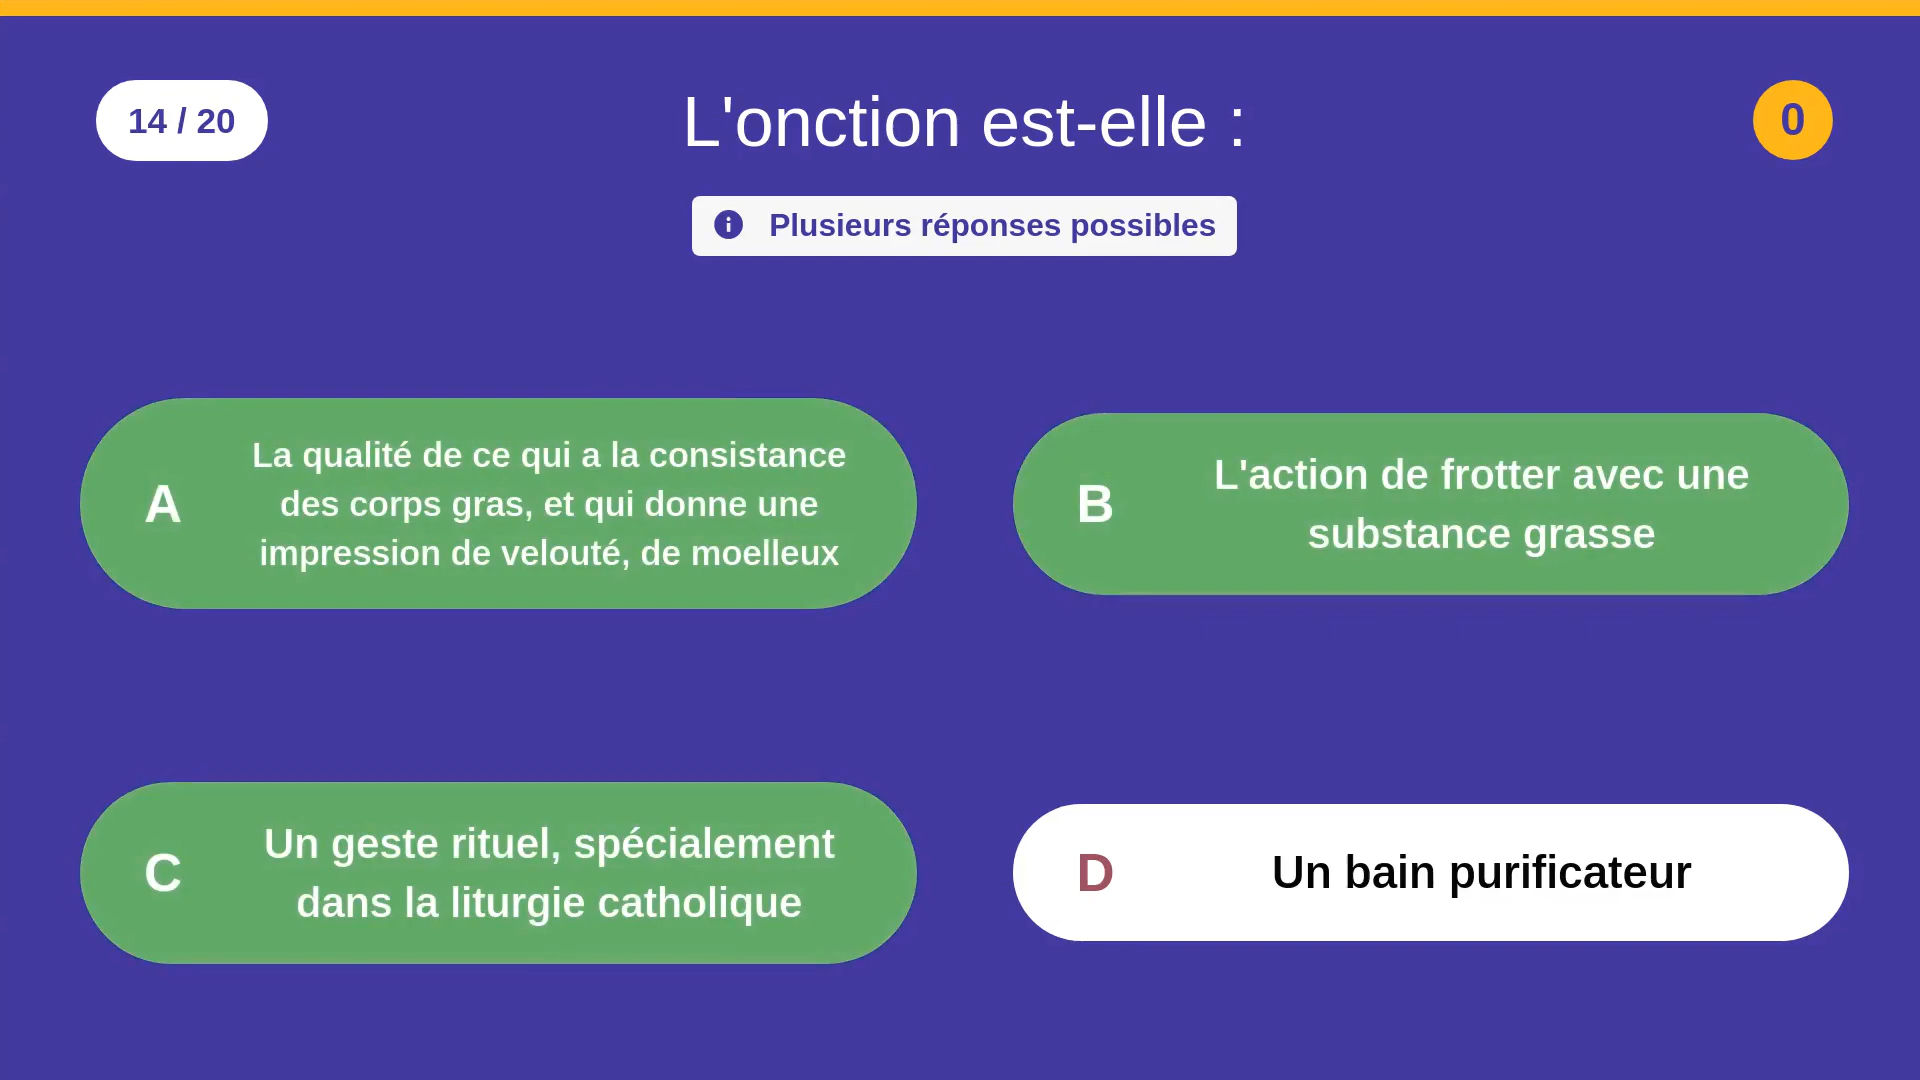 14 / 20
L'onction est-elle :
0
Plusieurs réponses possibles
A
La qualité de ce qui a la consistance
des corps gras, et qui donne une
impression de velouté, de moelleux
B
L'action de frotter avec une
substance grasse
C
Un geste rituel, spécialement
dans la liturgie catholique
D
Un bain purificateur